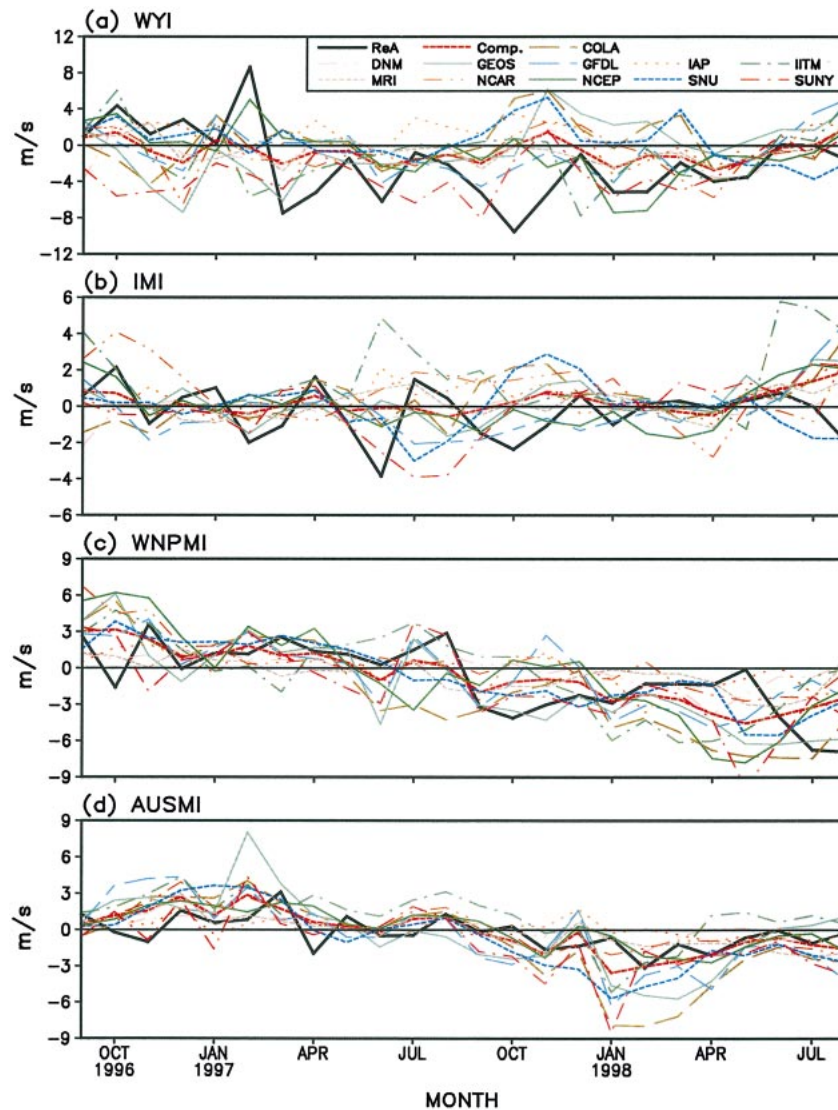 (a) WYI
12
8
4
0
-4
-8
-12
m/s
ReA Comp. COLA
DNM GEOS GFDL IAP IITM
MRI NCAR NCEP SNU SUNY
(b) IMI
6
4
2
0
-2
-4
-6
m/s
(c) WNPMI
9
6
3
0
-3
-6
-9
m/s
(d) AUSMI
9
6
3
0
-3
-6
-9
m/s
OCT JAN APR JUL OCT JAN APR JUL
1996 1997 1998
MONTH